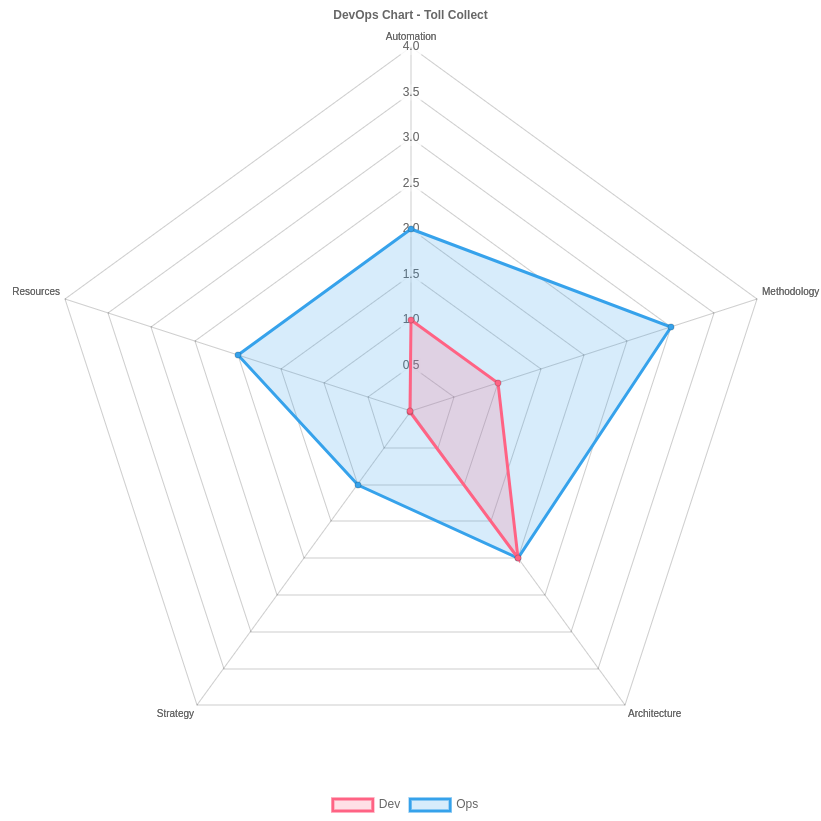 DevOps Chart - Toll Collect
Automation
4.0
3.5
3.0
2.5
2.0
1.5
1.0
0.5
Resources
Methodology
Strategy
Architecture
Dev
Ops